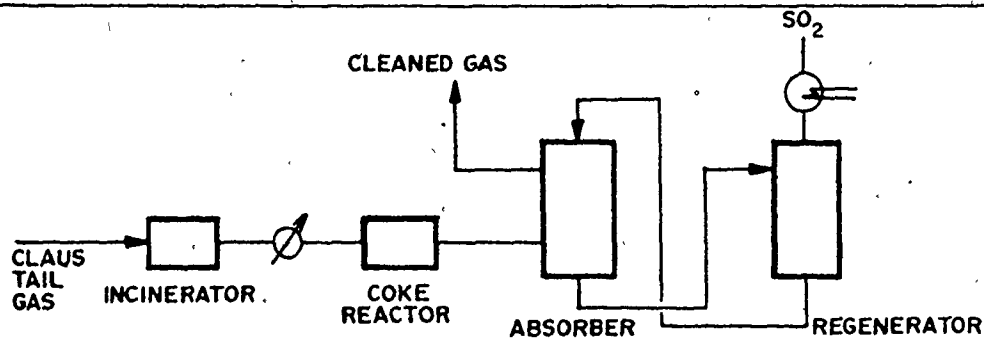 SO2
CLEANED GAS
CLAUS
TAIL
GAS
INCINERATOR.
COKE
REACTOR
ABSORBER
REGENERATOR